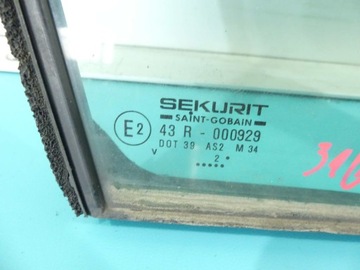 SEKURIT
SAINT-GOBAIN
E2 43 R - 000929
DOT 39 AS2 M 34
V 2 *
.....